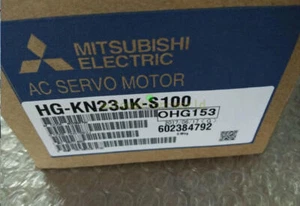 MITSUBISHI
ELECTRIC
AC SERVO MOTOR
HG-KN23JK-S100
OHG153
602384792